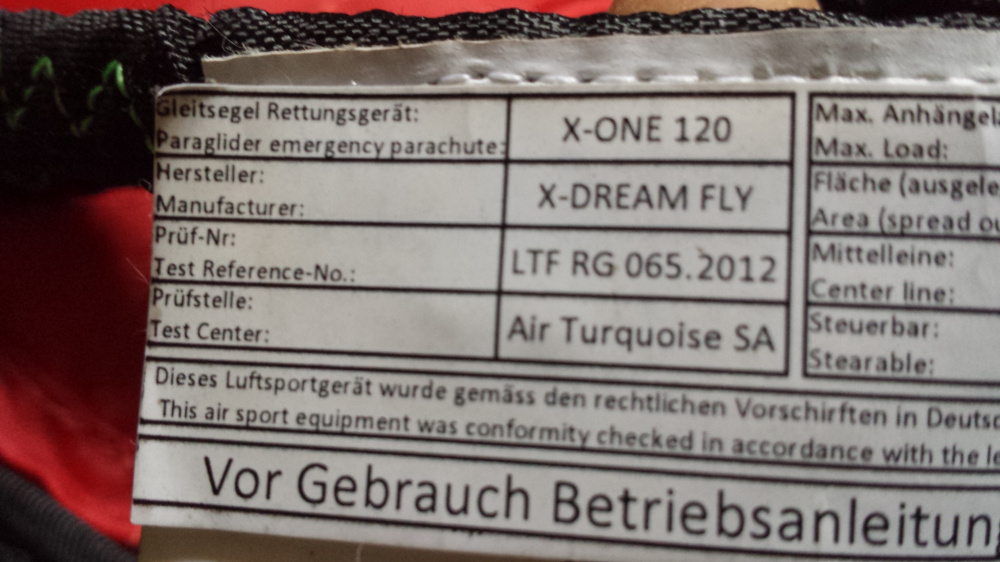 Gleitsegel Rettungsgerät:
Paraglider emergency parachute:
X-ONE 120
Hersteller:
Manufacturer:
X-DREAM FLY
Prüf-Nr:
Test Reference-No.:
LTF RG 065.2012
Prüfstelle:
Test Center:
Air Turquoise SA
Max. Anhängel
Max. Load:
Fläche (ausgele
Area (spread ou
Mittelleine:
Center line:
Steuerbar:
Stearable:
Dieses Luftsportgerät wurde gemäss den rechtlichen Vorschirften in Deutsc
This air sport equipment was conformity checked in accordance with the le
Vor Gebrauch Betriebsanleitun